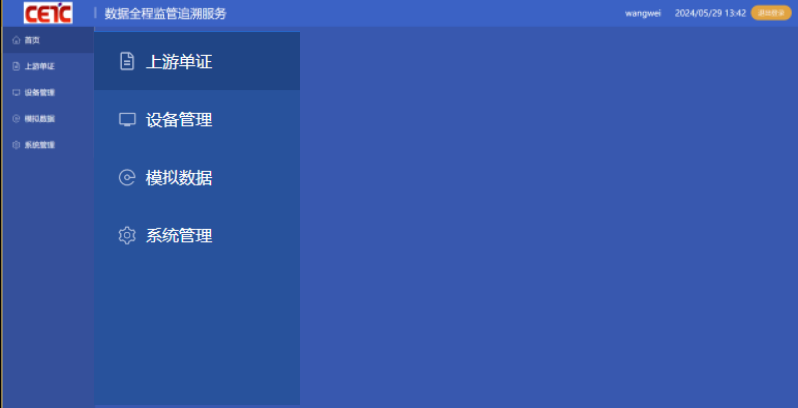 CETC
数据全程监管追溯服务
wangwei 2024/05/29 13:42 退出登录
首页
上游单证
设备管理
模拟数据
系统管理
上游单证
设备管理
模拟数据
系统管理